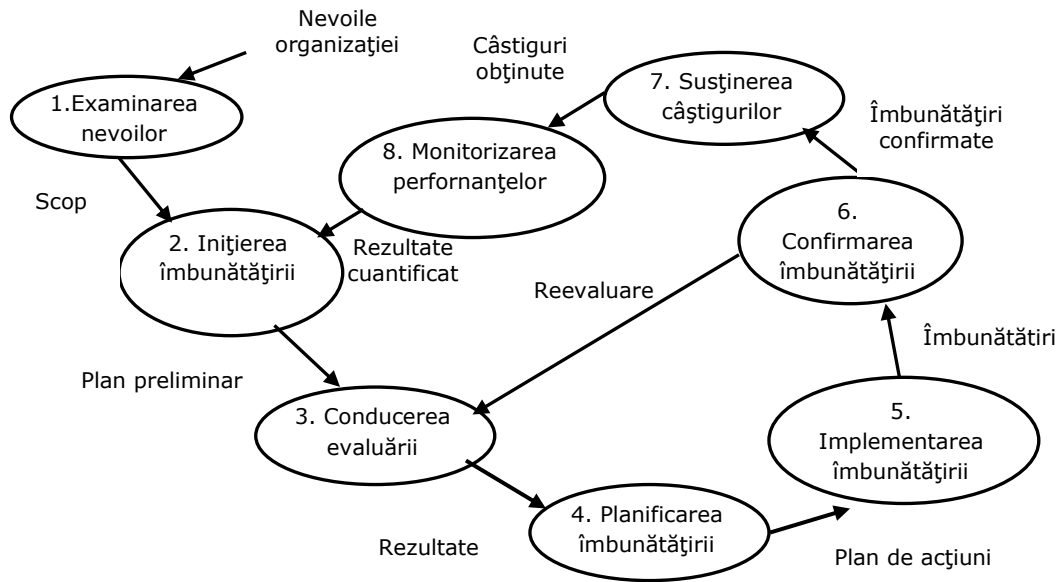 Nevoile
organizaţiei
1.Examinarea
nevoilor
Scop
2. Iniţierea
îmbunătăţirii
Câstiguri
obţinute
7. Susţinerea
câştigurilor
Îmbunătăţiri
confirmate
8. Monitorizarea
perfornanţelor
Rezultate
cuantificat
6.
Confirmarea
îmbunătăţirii
Reevaluare
Îmbunătătiri
Plan preliminar
3. Conducerea
evaluării
5.
Implementarea
îmbunătăţirii
4. Planificarea
îmbunătăţirii
Rezultate
Plan de acţiuni